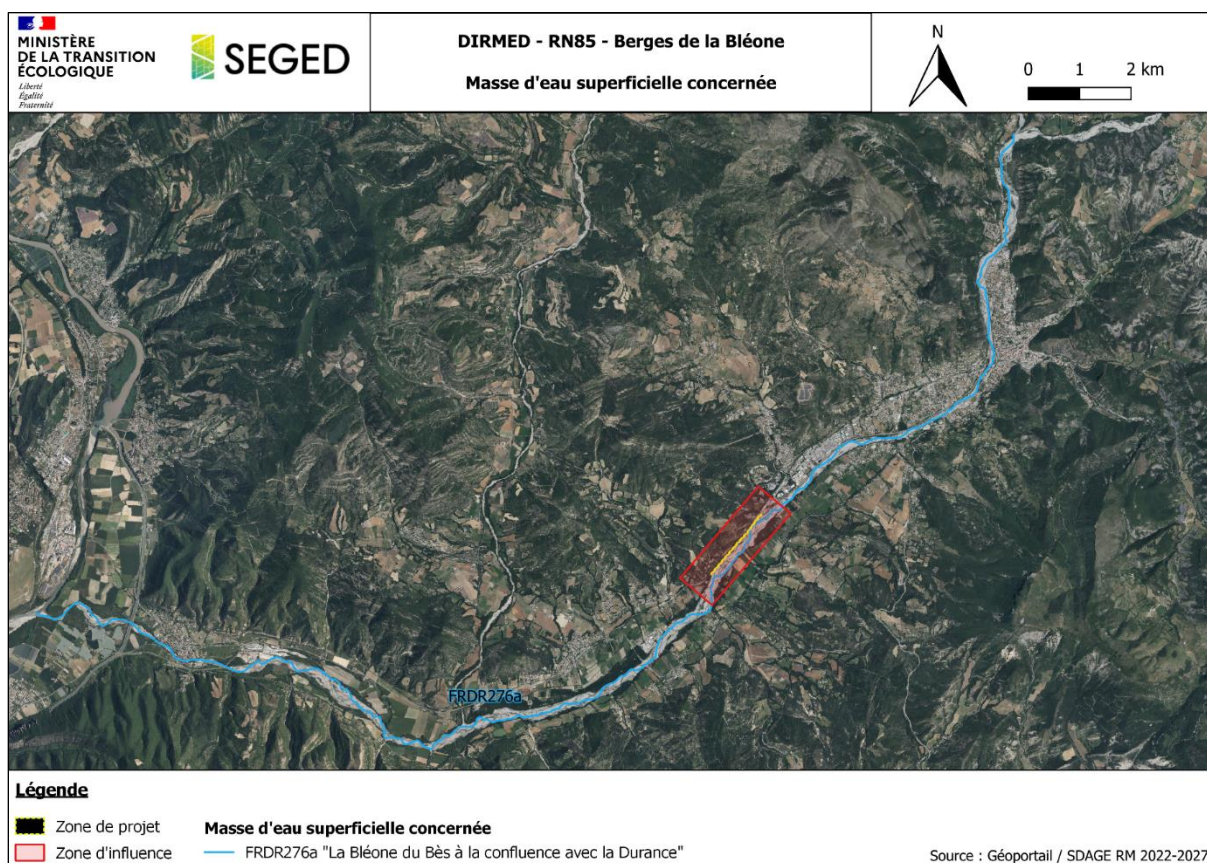 MINISTÈRE
DE LA TRANSITION
ÉCOLOGIQUE
Liberté
Égalité
Fraternité
SEGED
DIRMED - RN85 - Berges de la Bléone
Masse d'eau superficielle concernée
N
0 1 2 km
FRDR276a
Légende
Zone de projet
Zone d'influence
Masse d'eau superficielle concernée
FRDR276a "La Bléone du Bès à la confluence avec la Durance"
Source : Géoportail / SDAGE RM 2022-2027